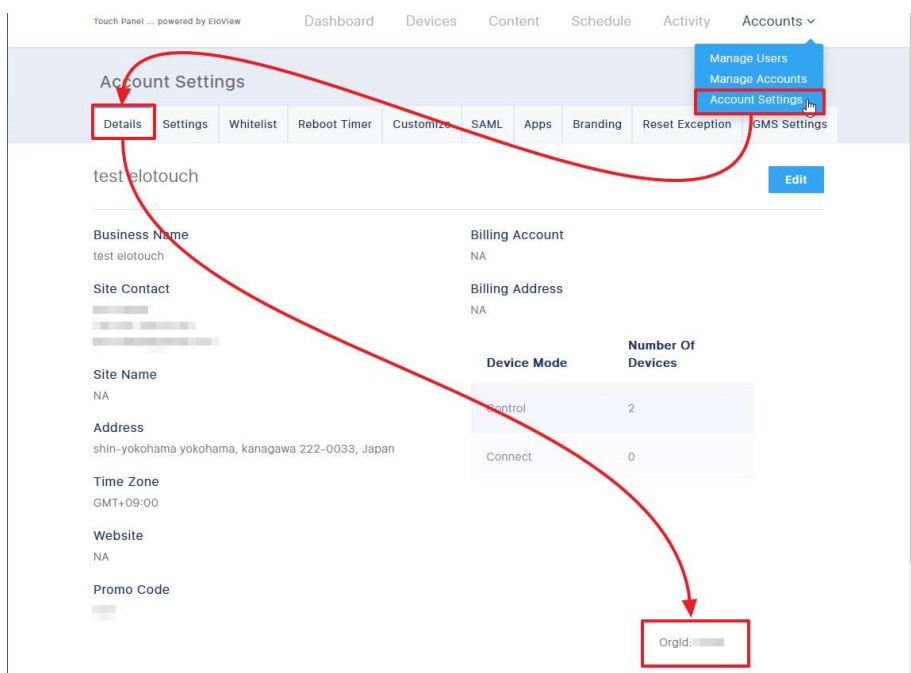 Touch Panel ... powered by EloView
Dashboard Devices Content Schedule Activity Accounts
Manage Users
Manage Accounts
Account Settings
Account Settings
Details Settings Whitelist Reboot Timer Customize SAML Apps Branding Reset Exception GMS Settings
test elotouch
Edit
Business Name
test elotouch
Billing Account
NA
Site Contact
Billing Address
NA
Site Name
NA
Device Mode Number Of Devices
Control 2
Connect 0
Address
shin-yokohama yokohama, kanagawa 222-0033, Japan
Time Zone
GMT+09:00
Website
NA
Promo Code
OrgId: